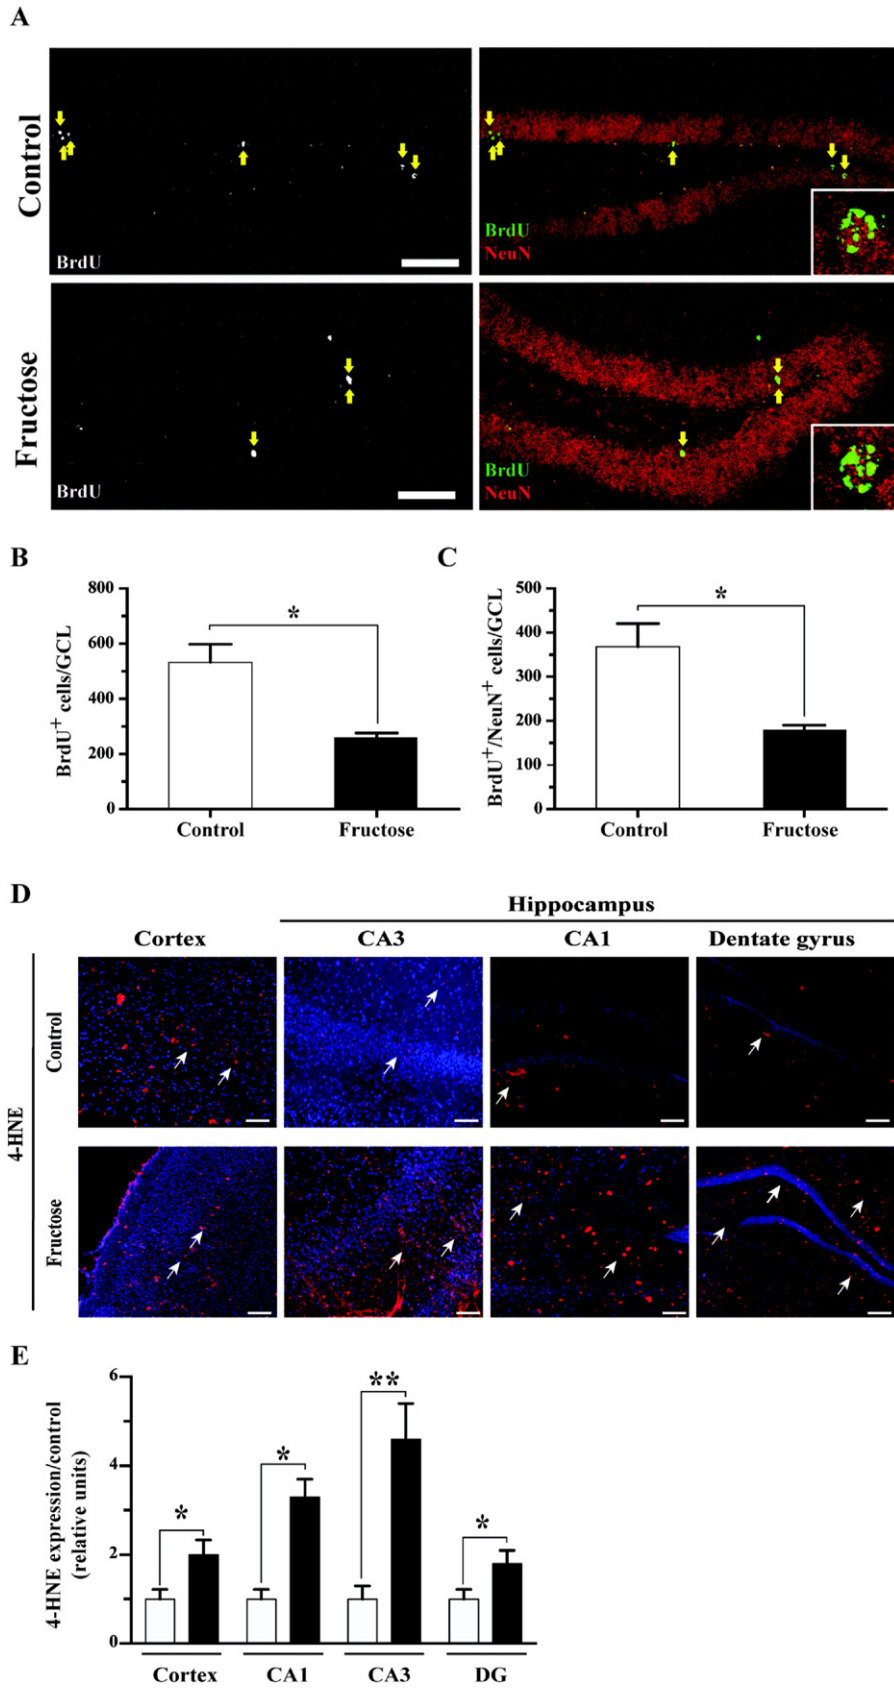 A
Control
BrdU
BrdU
NeuN
Fructose
BrdU
BrdU
NeuN
B
C
BrdU+ cells/GCL
800
600
400
200
0
*
Control
Fructose
BrdU+/NeuN+ cells/GCL
500
400
300
200
100
0
*
Control
Fructose
D
Hippocampus
Cortex
CA3
CA1
Dentate gyrus
4-HNE
Control
Fructose
E
4-HNE expression/control
(relative units)
6
4
2
0
*
*
**
*
Cortex
CA1
CA3
DG